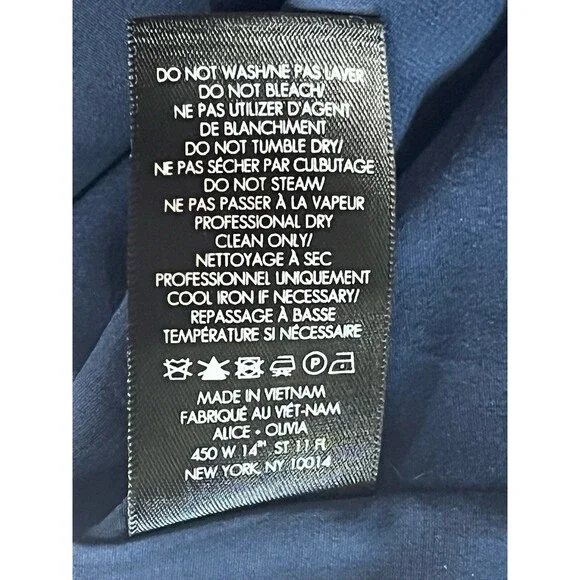 DO NOT WASH/NE PAS LAVER
DO NOT BLEACH/
NE PAS UTILIZER D'AGENT
DE BLANCHIMENT
DO NOT TUMBLE DRY/
NE PAS SÉCHER PAR CULBUTAGE
DO NOT STEAM/
NE PAS PASSER À LA VAPEUR
PROFESSIONAL DRY
CLEAN ONLY/
NETTOYAGE À SEC
PROFESSIONNEL UNIQUEMENT
COOL IRON IF NECESSARY/
REPASSAGE À BASSE
TEMPÉRATURE SI NÉCESSAIRE
P
MADE IN VIETNAM
FABRIQUÉ AU VIÊT-NAM
ALICE + OLIVIA
450 W 14TH ST 11 Fl
NEW YORK, NY 10014